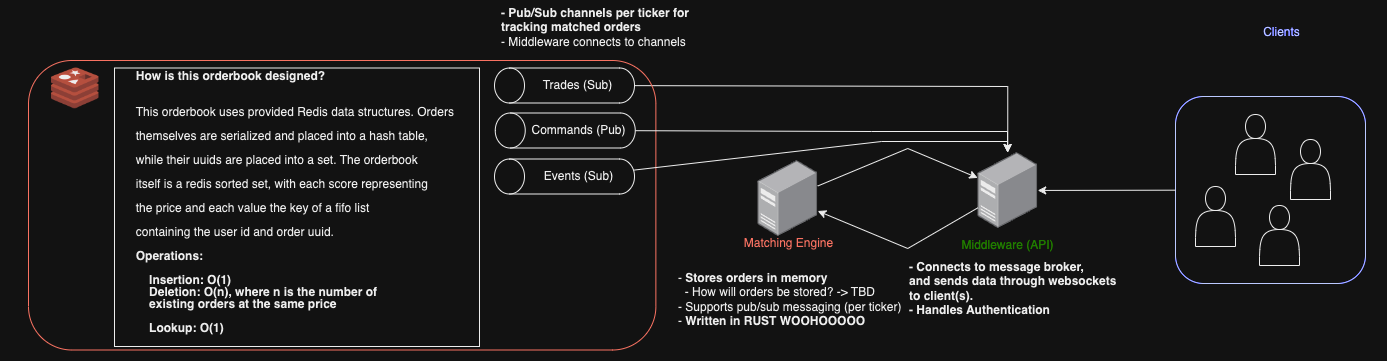 - Pub/Sub channels per ticker for
tracking matched orders
- Middleware connects to channels
Clients
How is this orderbook designed?
This orderbook uses provided Redis data structures. Orders
themselves are serialized and placed into a hash table,
while their uuids are placed into a set. The orderbook
itself is a redis sorted set, with each score representing
the price and each value the key of a fifo list
containing the user id and order uuid.
Operations:
Insertion: O(1)
Deletion: O(n), where n is the number of
existing orders at the same price
Lookup: O(1)
Trades (Sub)
Commands (Pub)
Events (Sub)
Matching Engine
- Stores orders in memory
- How will orders be stored? -> TBD
- Supports pub/sub messaging (per ticker)
- Written in RUST WOOHOOOOO
Middleware (API)
- Connects to message broker,
and sends data through websockets
to client(s).
- Handles Authentication